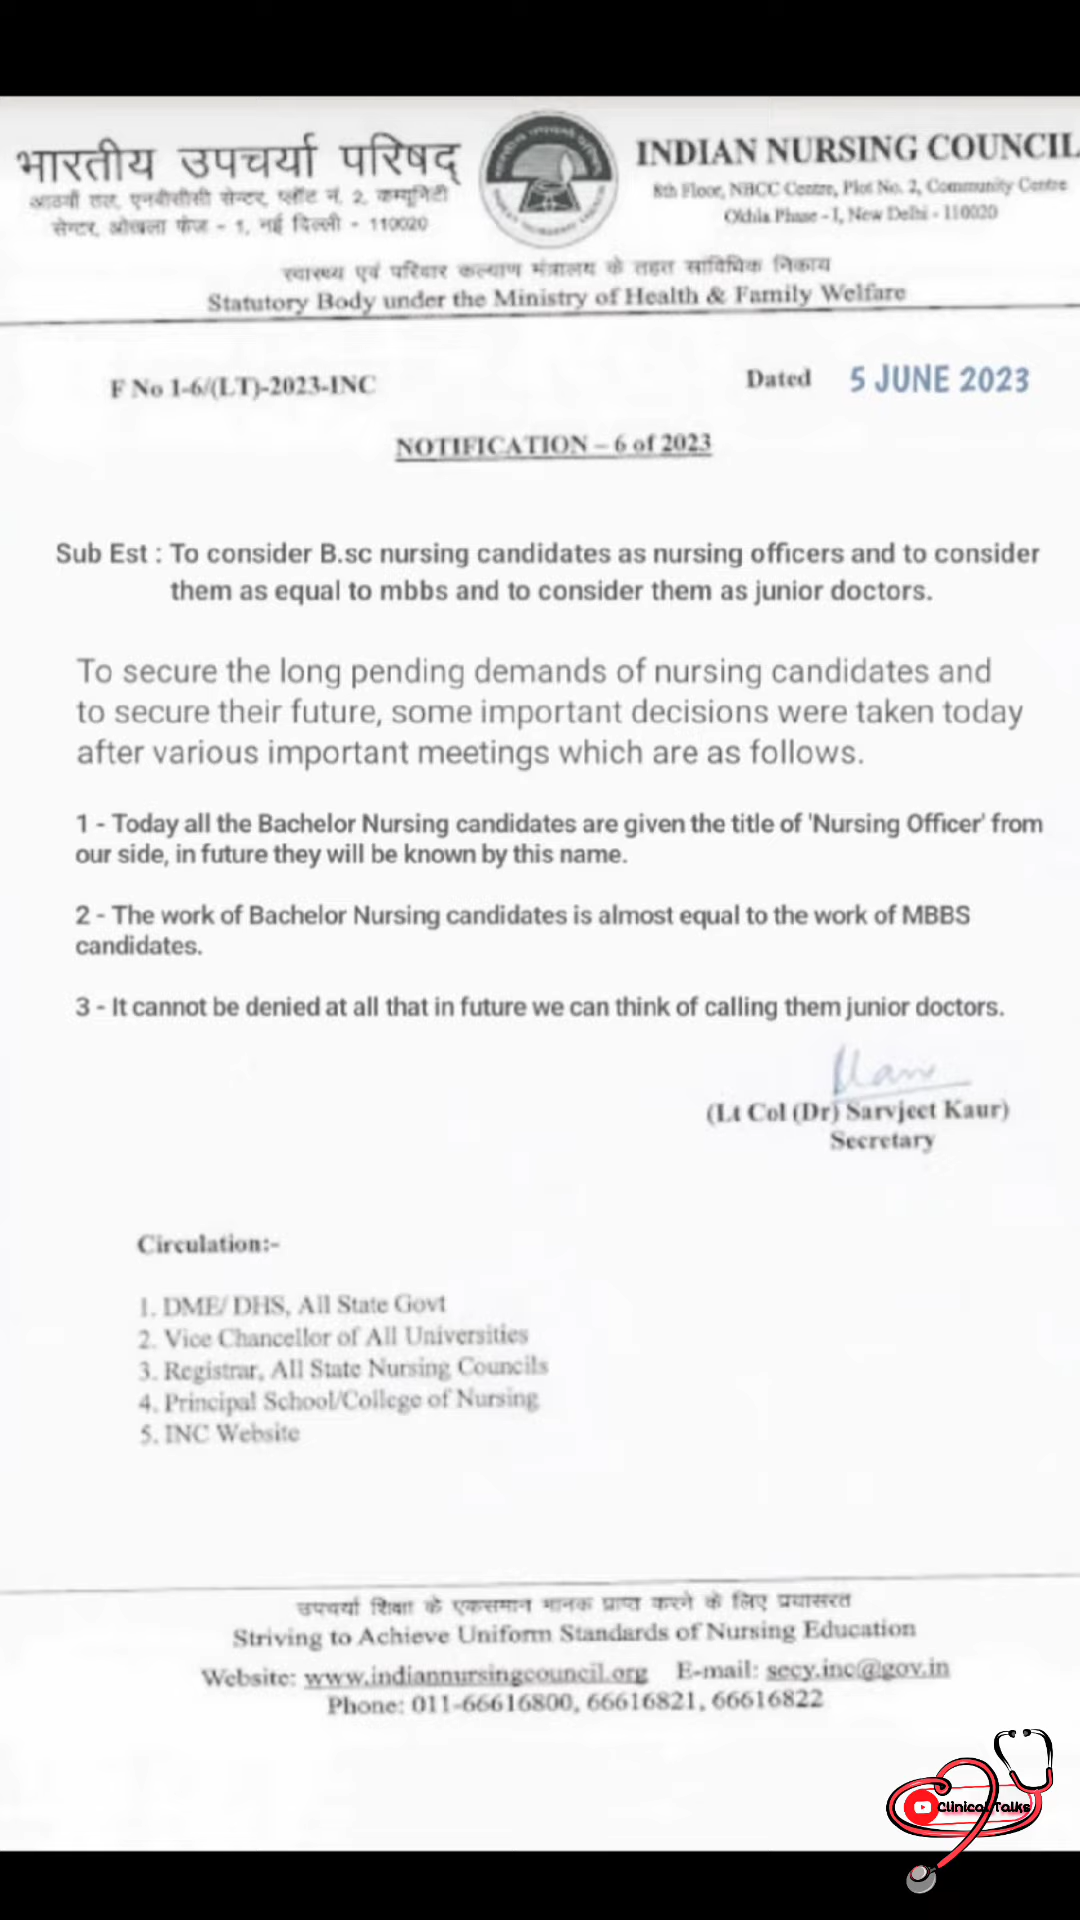 भारतीय उपचर्या परिषद्
आठवीं तल, एनबीसीसी सेन्टर, प्लॉट नं. 2, कम्यूनिटी
सेन्टर, ओखला फेज - 1, नई दिल्ली - 110020
INDIAN NURSING COUNCIL
8th Floor, NBCC Centre, Plot No. 2, Community Centre
Okhla Phase - I, New Delhi - 110020
स्वास्थ्य एवं परिवार कल्याण मंत्रालय के तहत सांविधिक निकाय
Statutory Body under the Ministry of Health & Family Welfare
F No 1-6/(LT)-2023-INC
Dated 5 JUNE 2023
NOTIFICATION – 6 of 2023
Sub Est : To consider B.sc nursing candidates as nursing officers and to consider
them as equal to mbbs and to consider them as junior doctors.
To secure the long pending demands of nursing candidates and
to secure their future, some important decisions were taken today
after various important meetings which are as follows.
1 - Today all the Bachelor Nursing candidates are given the title of 'Nursing Officer' from
our side, in future they will be known by this name.
2 - The work of Bachelor Nursing candidates is almost equal to the work of MBBS
candidates.
3 - It cannot be denied at all that in future we can think of calling them junior doctors.
(Lt Col (Dr) Sarvjeet Kaur)
Secretary
Circulation:-
1. DME/ DHS, All State Govt
2. Vice Chancellor of All Universities
3. Registrar, All State Nursing Councils
4. Principal School/College of Nursing
5. INC Website
उपचर्या शिक्षा के एकसमान मानक प्राप्त करने के लिए प्रयासरत
Striving to Achieve Uniform Standards of Nursing Education
Website: www.indiannursingcouncil.org E-mail: secy.inc@gov.in
Phone: 011-66616800, 66616821, 66616822
Clinical Talks